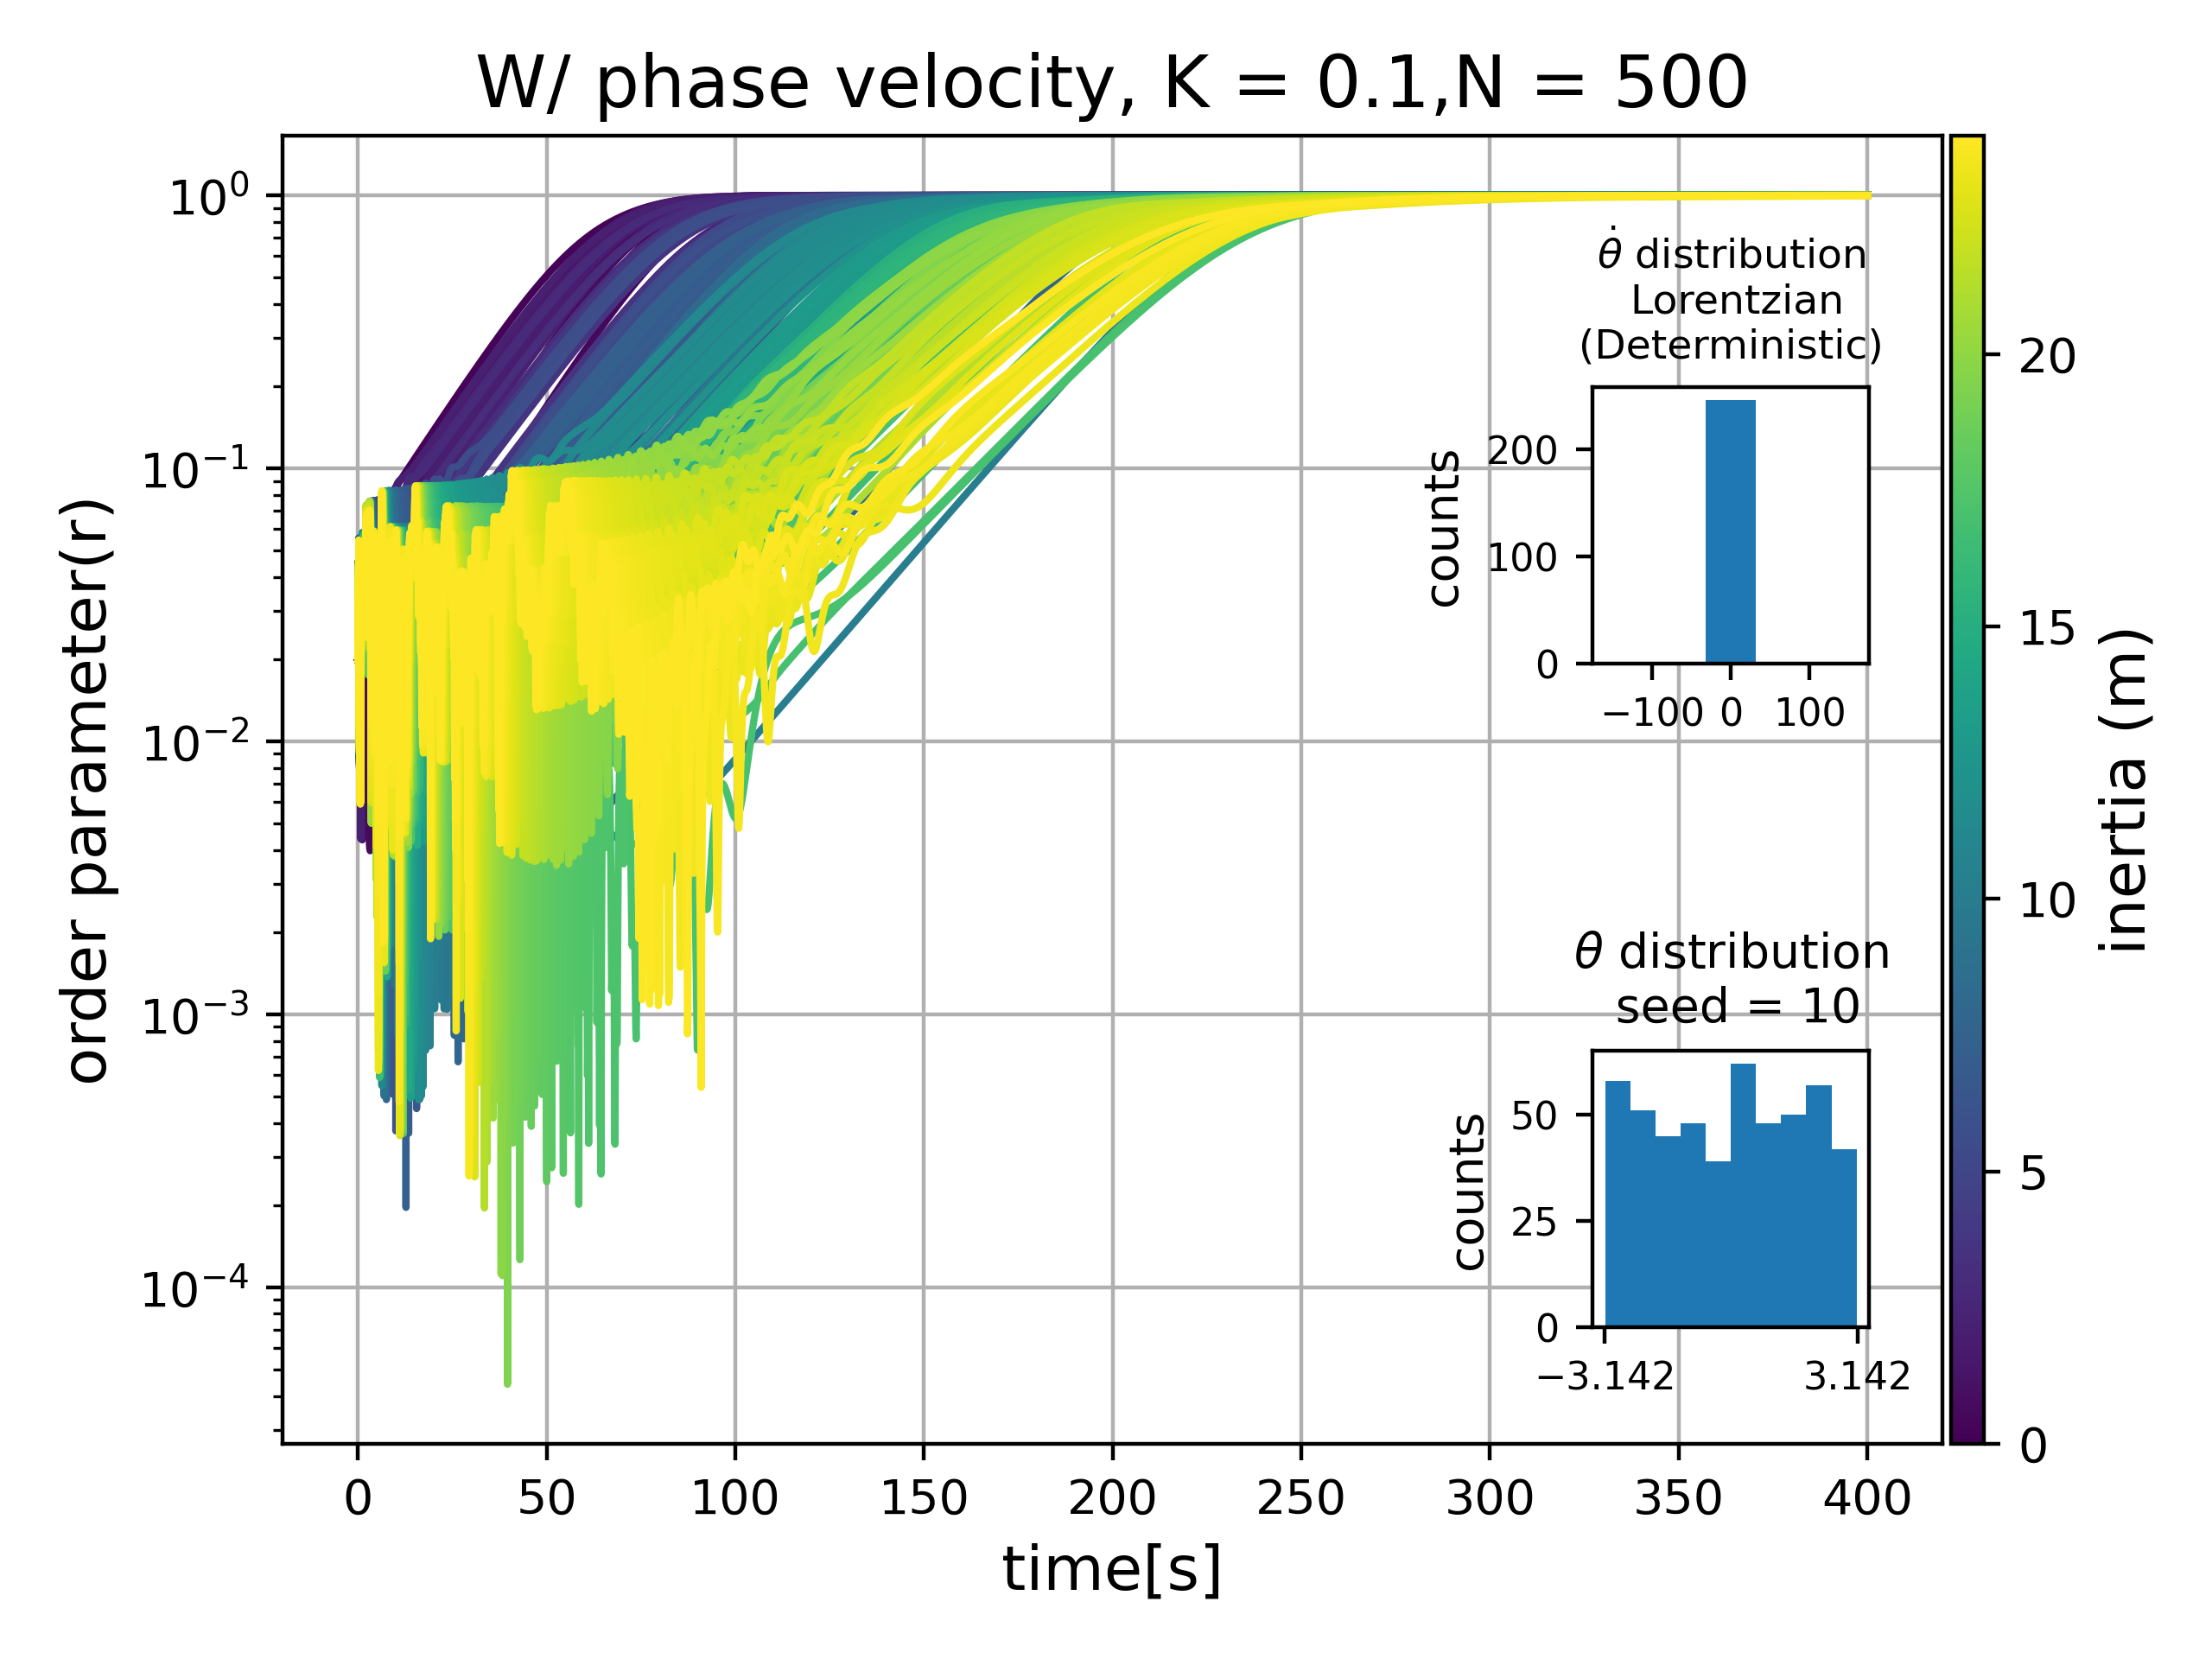 W/ phase velocity, K = 0.1,N = 500
order parameter(r)
10⁰
10⁻¹
10⁻²
10⁻³
10⁻⁴
0 50 100 150 200 250 300 350 400
time[s]
θ̇ distribution
Lorentzian
(Deterministic)
counts
200
100
0
−100 0 100
θ distribution
seed = 10
counts
50
25
0
−3.142 3.142
20
15
10
5
0
inertia (m)